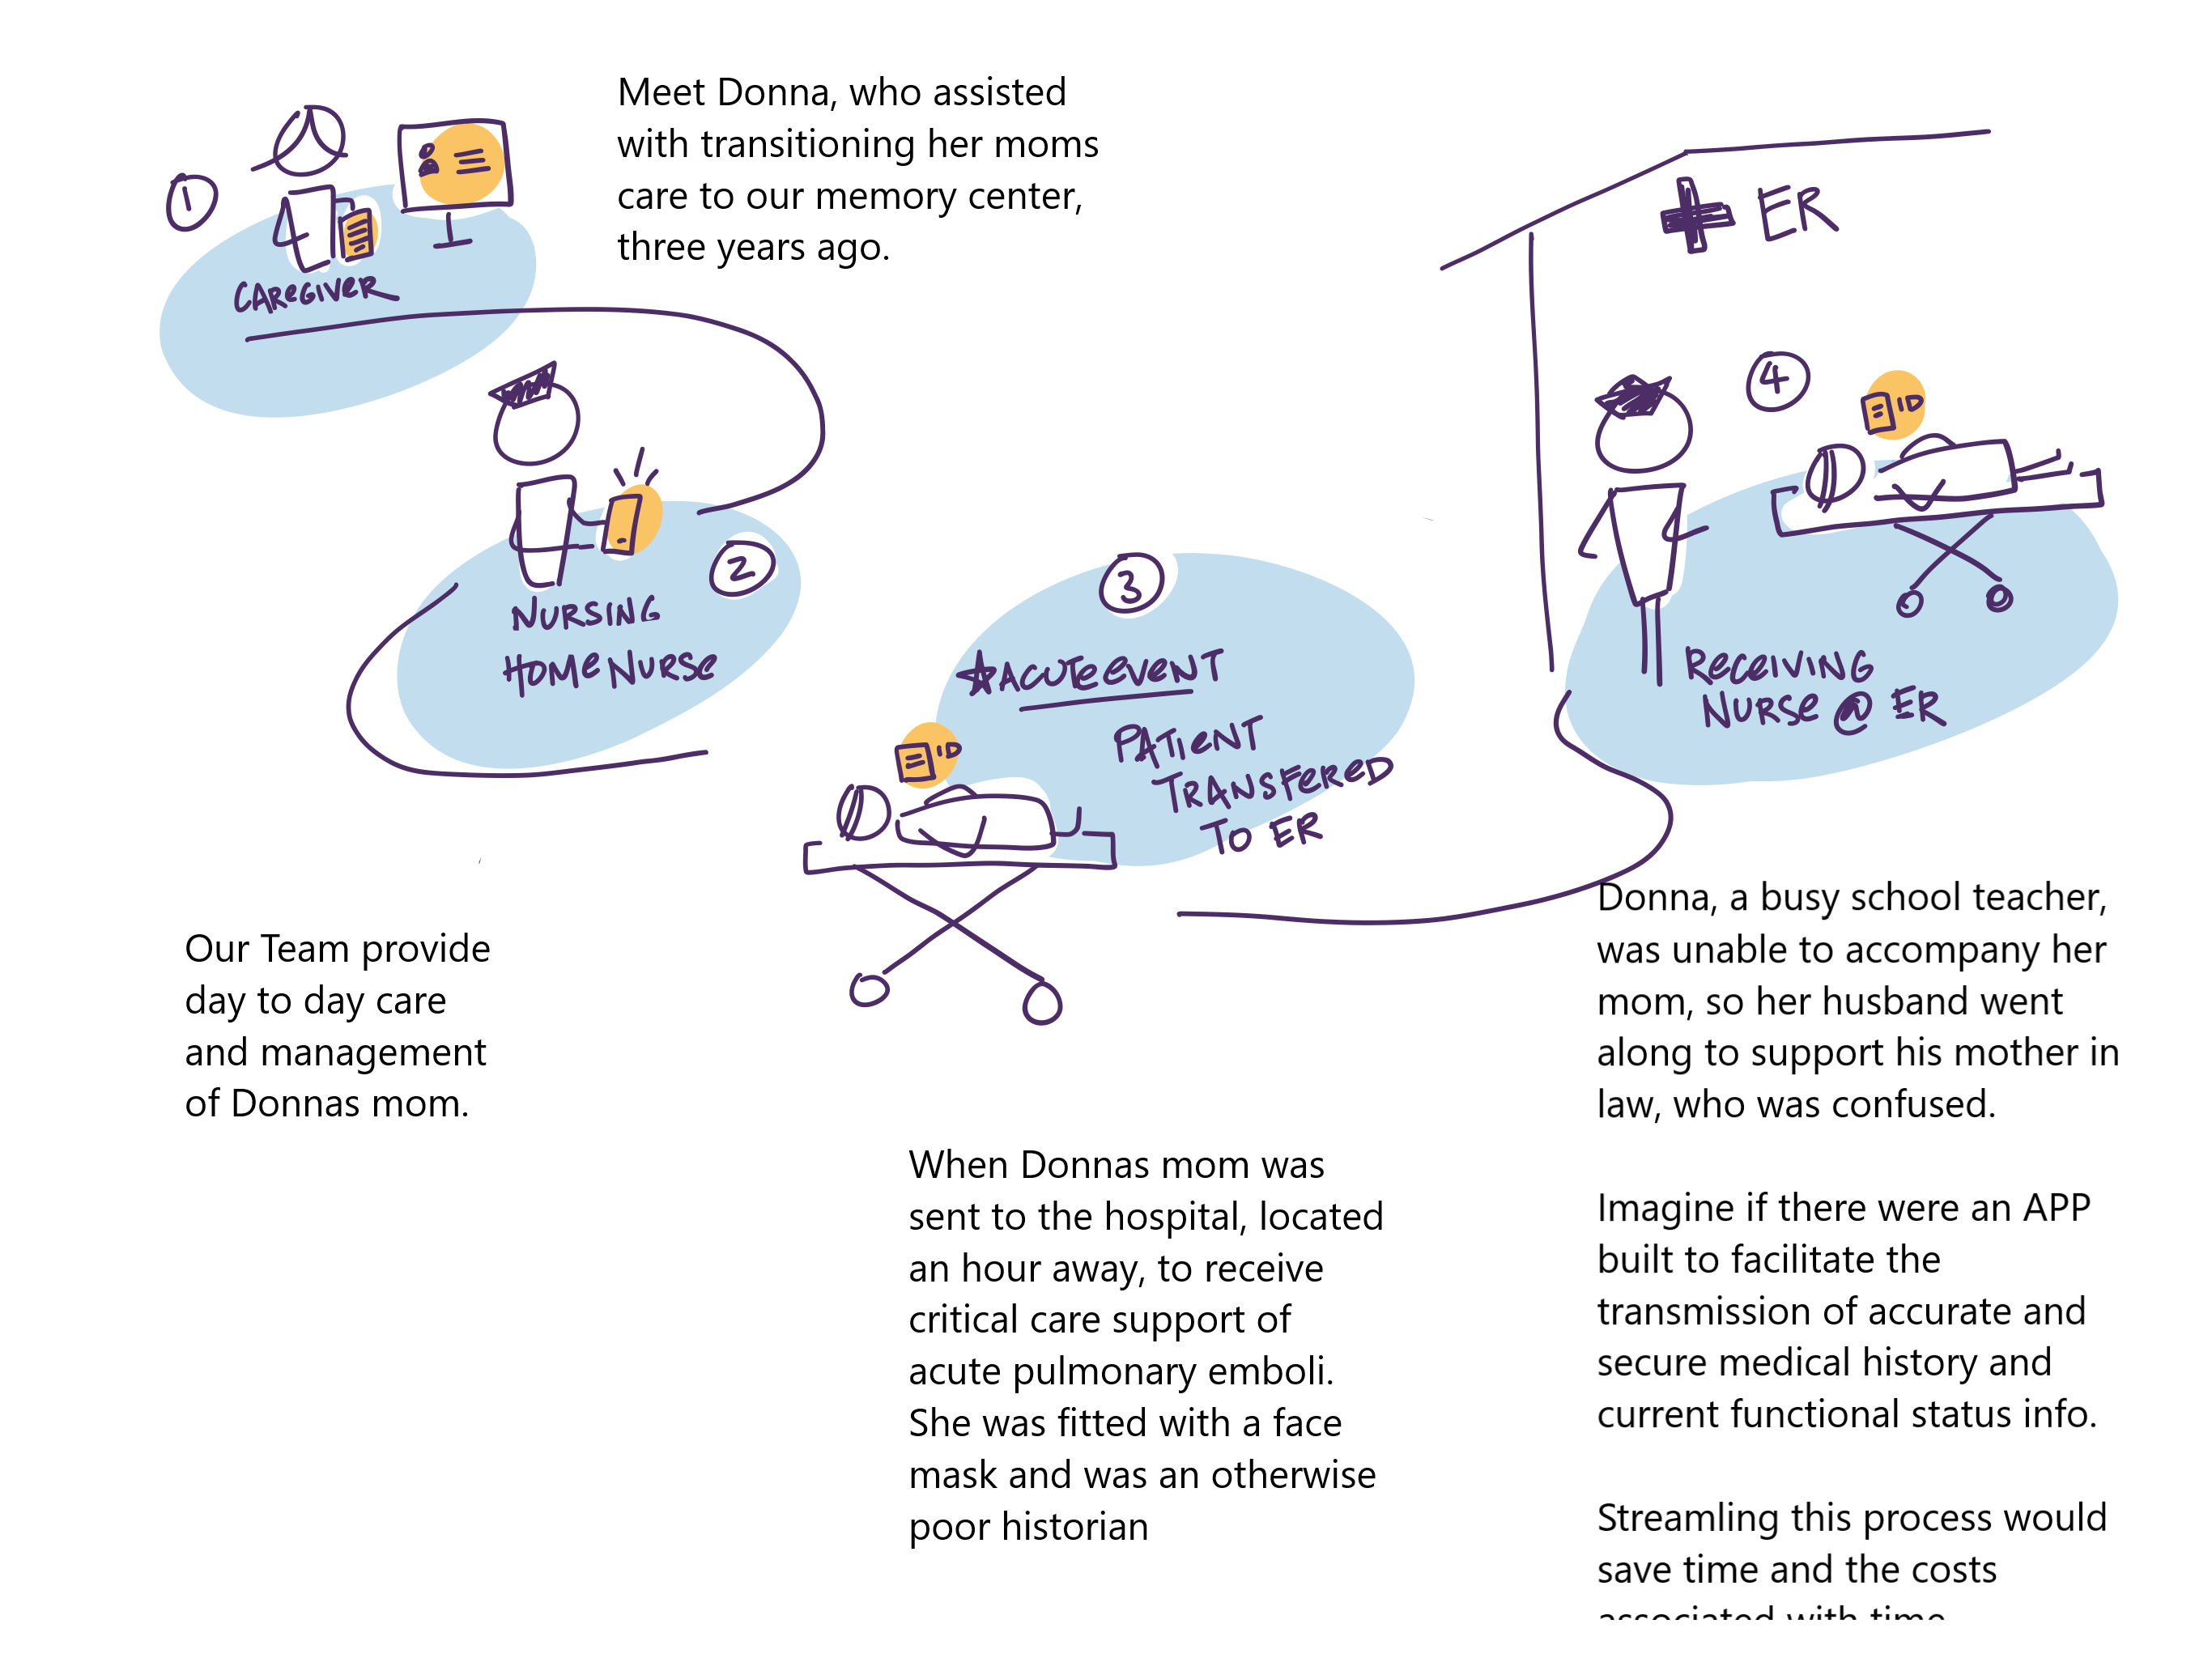 1
CAREGIVER
Meet Donna, who assisted
with transitioning her moms
care to our memory center,
three years ago.
2
NURSING
HOME NURSE
Our Team provide
day to day care
and management
of Donnas mom.
3
ACUTE EVENT
PATIENT
TRANSFERED
TO ER
ID
When Donnas mom was
sent to the hospital, located
an hour away, to receive
critical care support of
acute pulmonary emboli.
She was fitted with a face
mask and was an otherwise
poor historian
ER
4
ID
RECEIVING
NURSE @ ER
Donna, a busy school teacher,
was unable to accompany her
mom, so her husband went
along to support his mother in
law, who was confused.
Imagine if there were an APP
built to facilitate the
transmission of accurate and
secure medical history and
current functional status info.
Streamling this process would
save time and the costs
associated with time